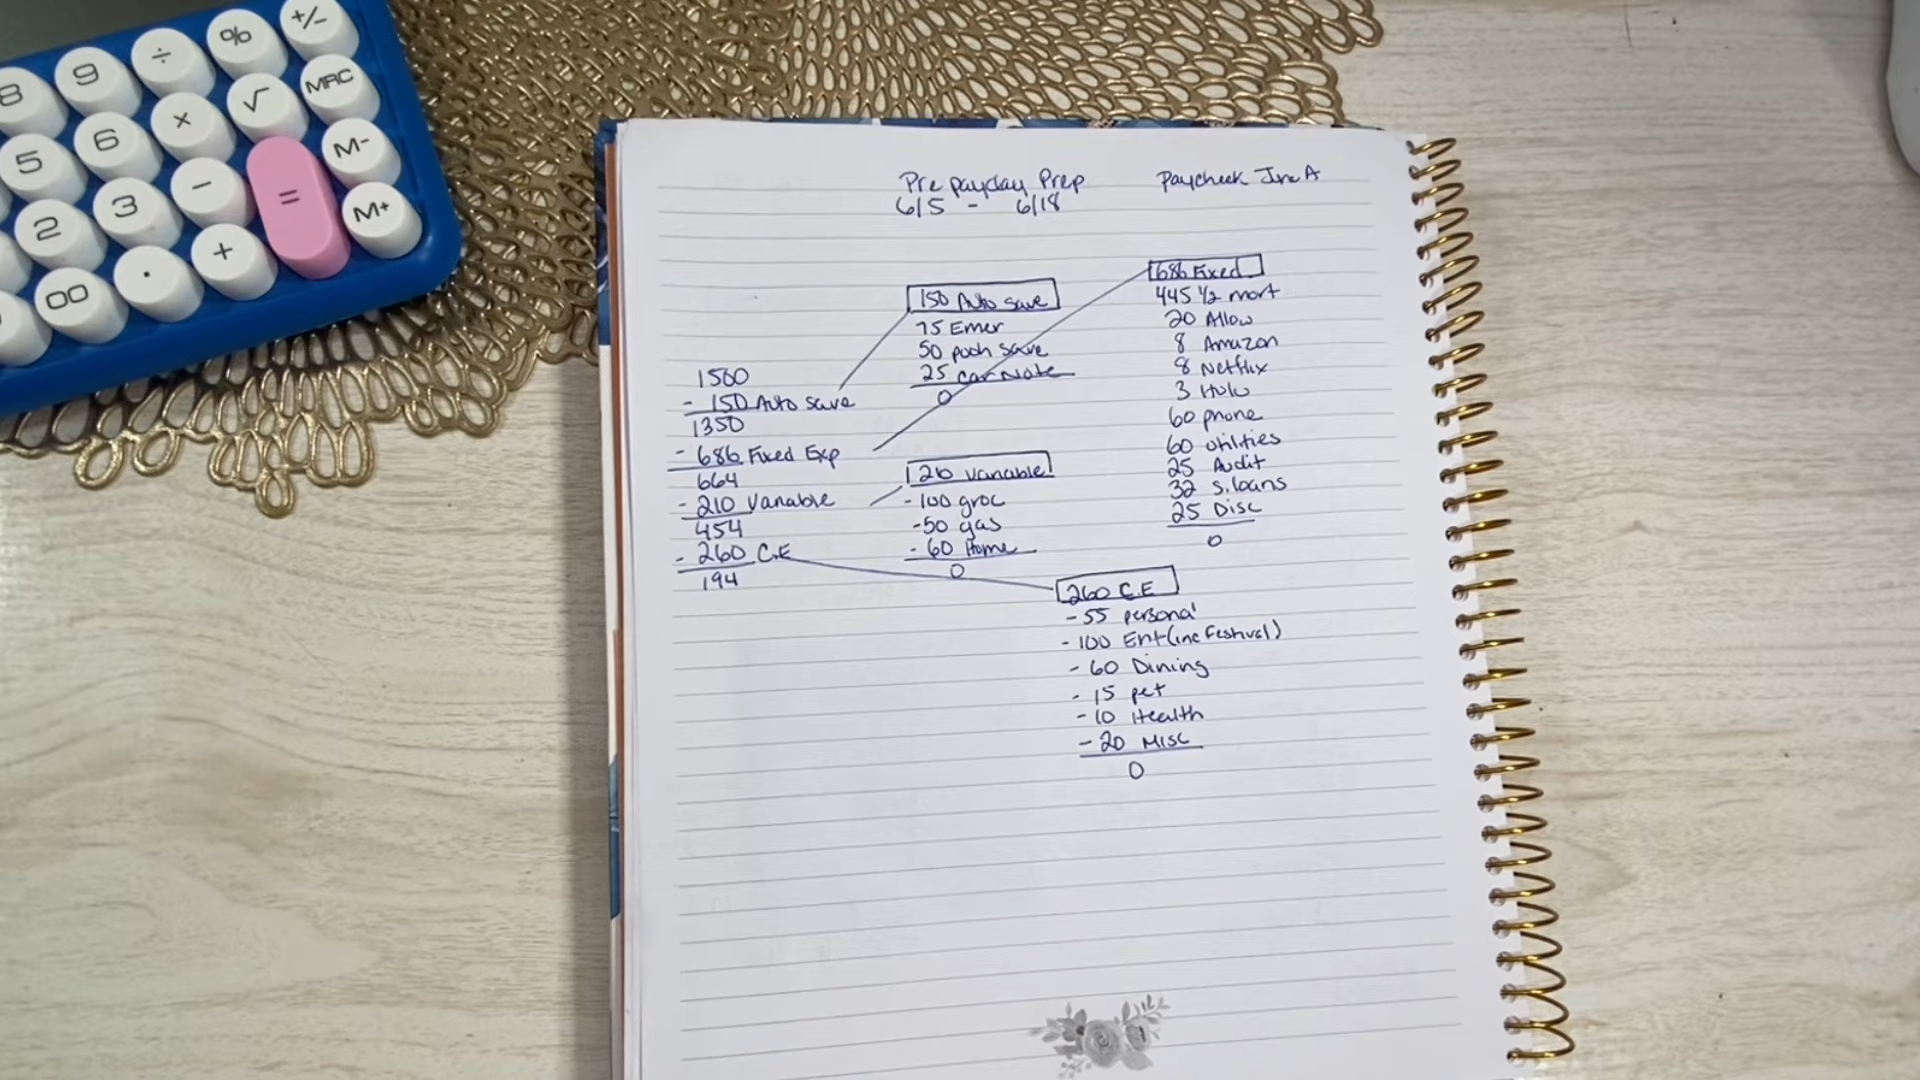 8
9
÷
%
+/-
5
6
×
√
MRC
2
3
-
=
M-
00
.
+
M+
Pre payday Prep
6/5 - 6/18
Paycheck June A
1500
- 150 Auto save
1350
- 686 Fixed Exp
664
- 210 Variable
454
- 260 C.E
194
150 Auto save
75 Emer
50 pooh save
25 car Note
0
210 Variable
- 100 groc
- 50 gas
- 60 Home
0
686 Fixed
445 1/2 mort
20 Allow
8 Amazon
8 Netflix
3 Hulu
60 phone
60 utilities
25 Audit
32 S.loans
25 Disc
0
260 C.E
- 55 personal
- 100 Ent (inc Festival)
- 60 Dining
- 15 pet
- 10 Health
- 20 Misc
0